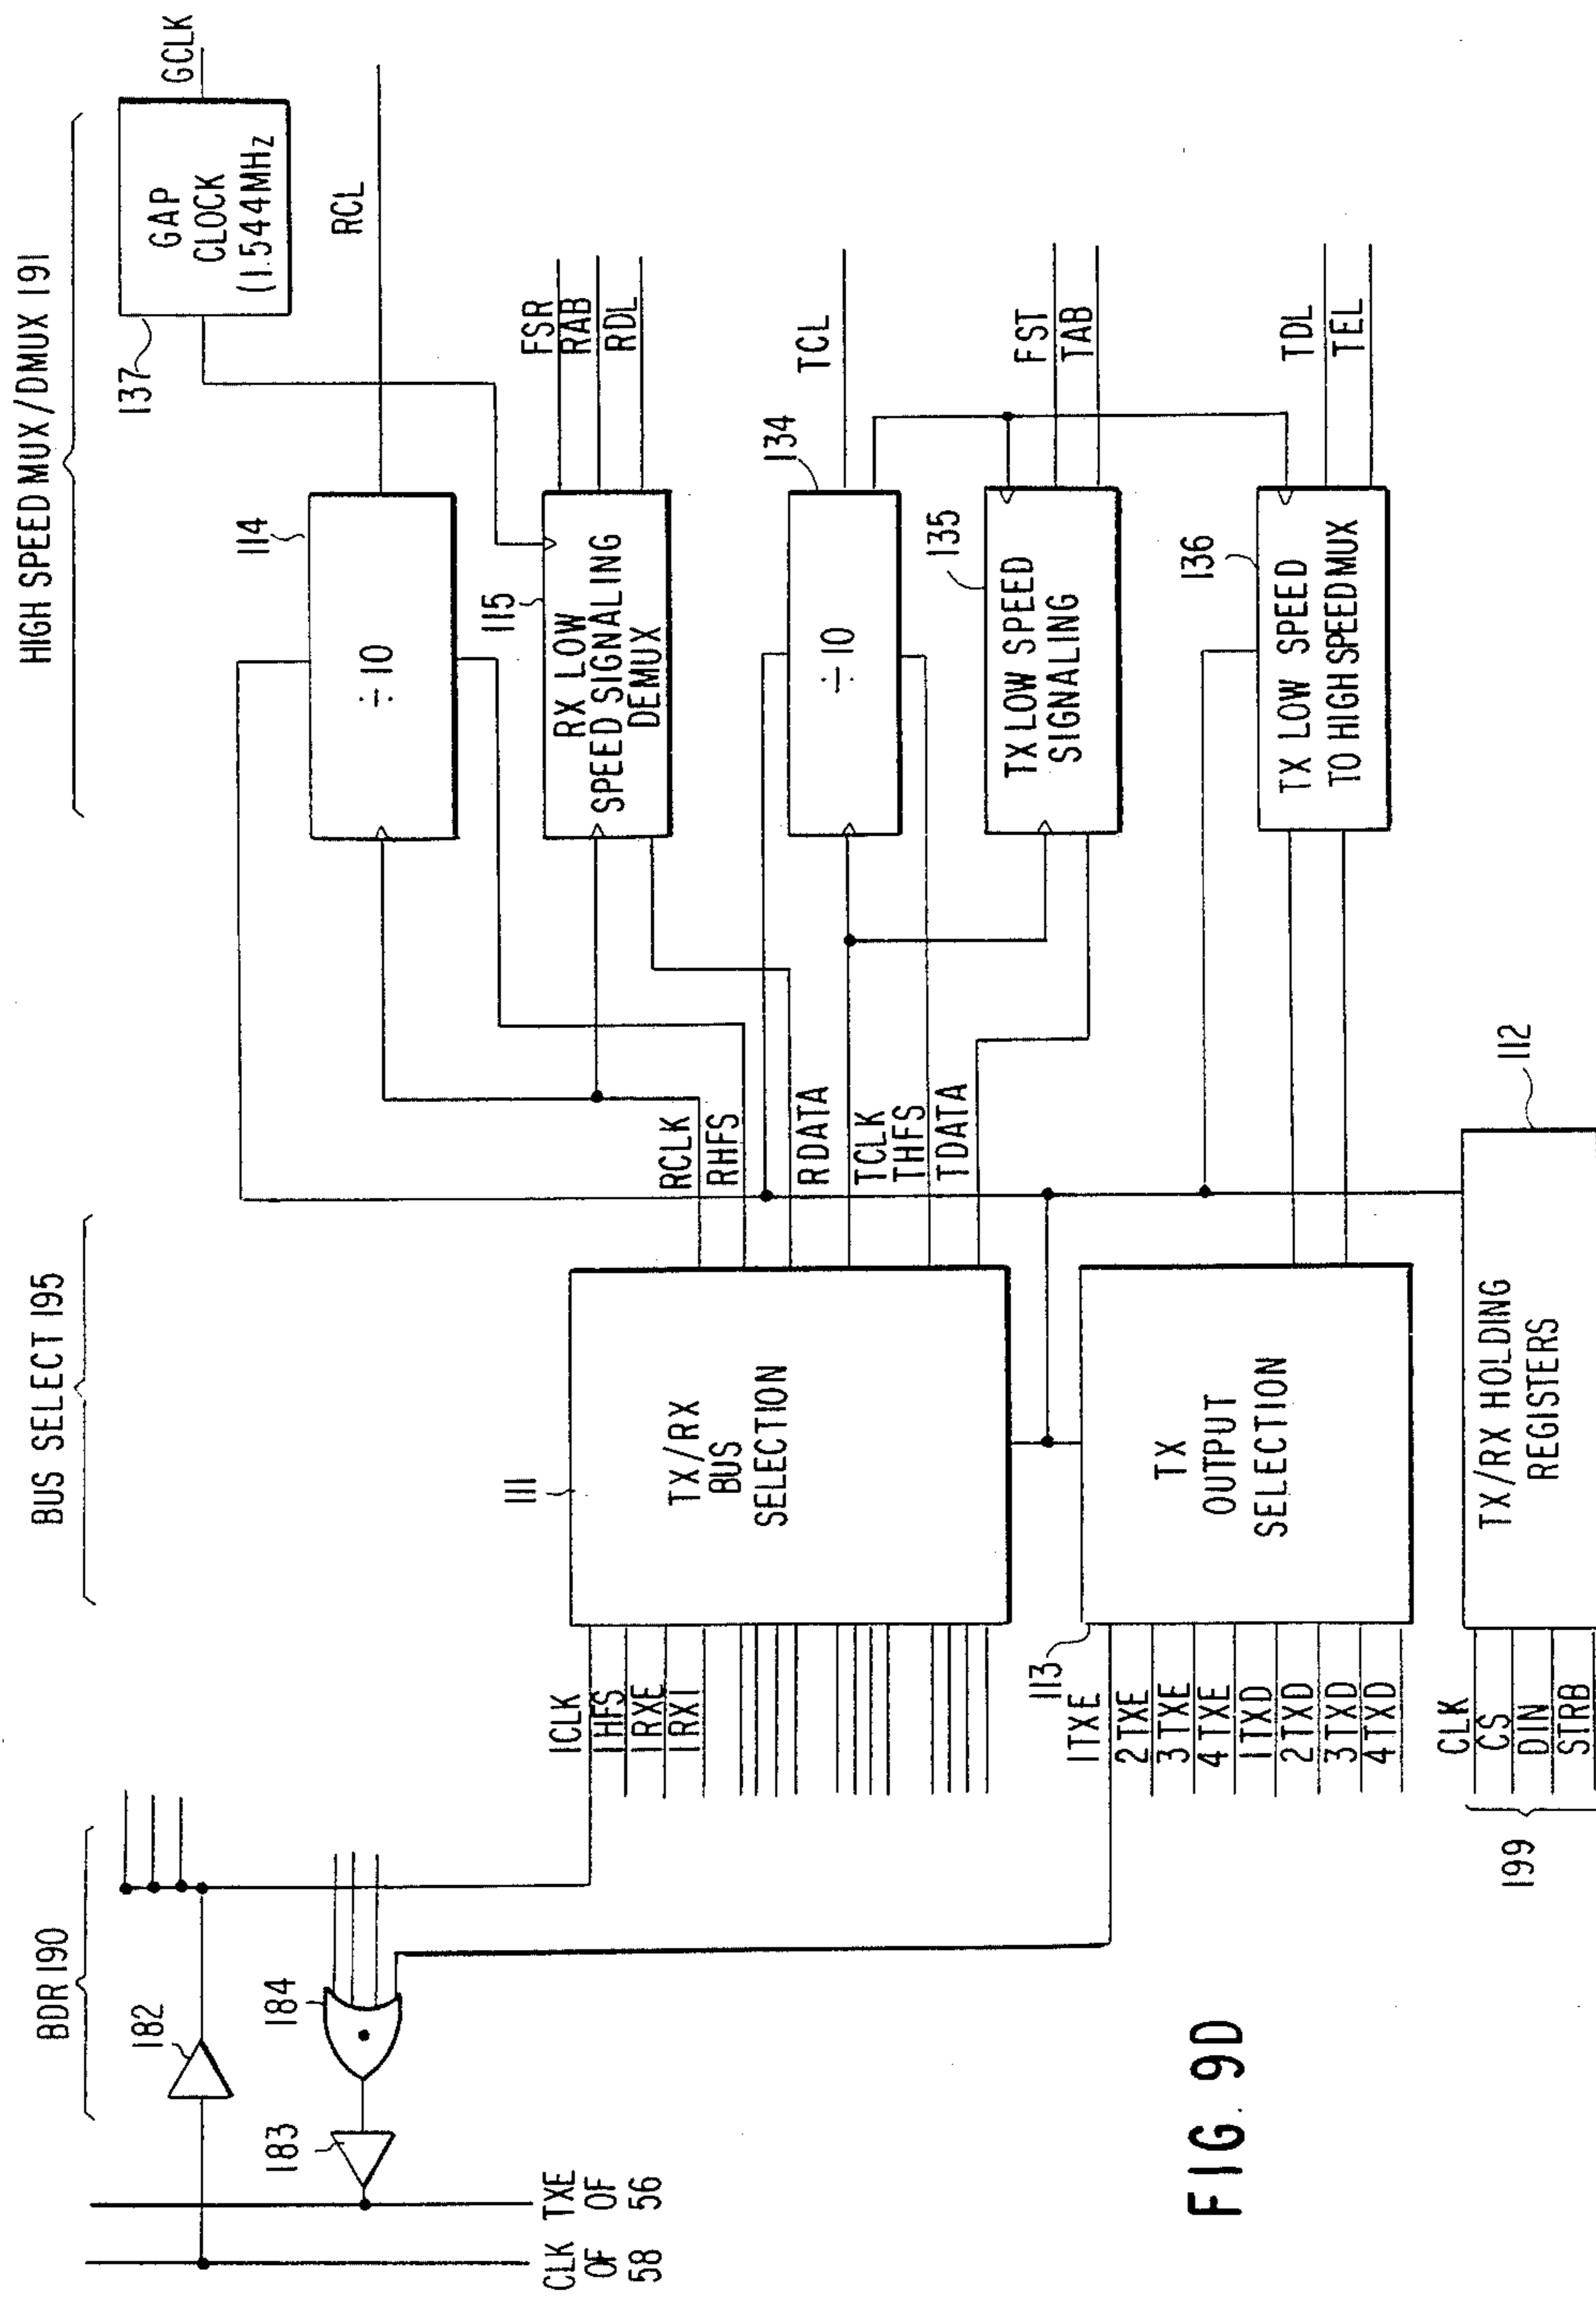 HIGH SPEED MUX/DMUX 191
BUS SELECT 195
BDR 190
GCLK
GAP
CLOCK
(1.544MHz
137
RCL
114
÷10
FSR
RAB
RDL
115
RX LOW
SPEED SIGNALING
DEMUX
TCL
134
÷10
FST
TAB
135
TX LOW SPEED
SIGNALING
TDL
TEL
136
TX LOW SPEED
TO HIGH SPEED MUX
RCLK
RHFS
RDATA
TCLK
THFS
TDATA
112
111
TX/RX
BUS
SELECTION
TX
OUTPUT
SELECTION
TX/RX HOLDING
REGISTERS
1CLK
1HFS
1RXE
1RX1
113
1TXE
2TXE
3TXE
4TXE
1TXD
2TXD
3TXD
4TXD
CLK
CS
DIN
STRB
199
182
184
183
CLK TXE
OF OF
58 56
FIG. 9D